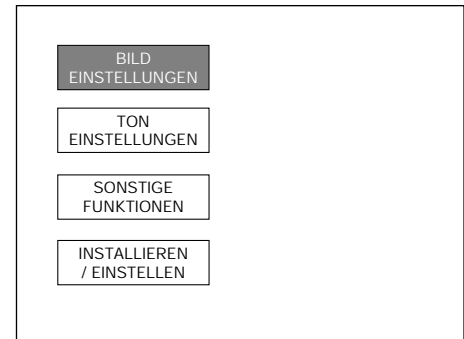 BILD
EINSTELLUNGEN
TON
EINSTELLUNGEN
SONSTIGE
FUNKTIONEN
INSTALLIEREN
/ EINSTELLEN